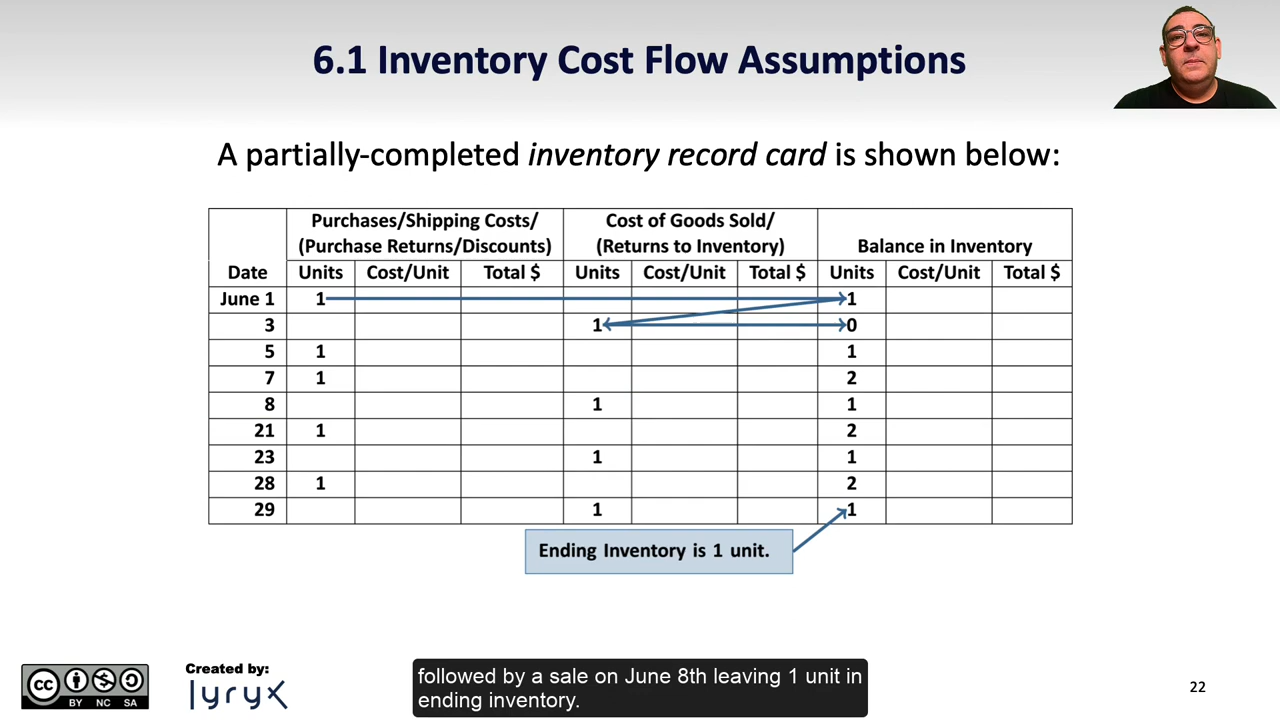 6.1 Inventory Cost Flow Assumptions
A partially-completed inventory record card is shown below:
Purchases/Shipping Costs/ Cost of Goods Sold/
(Purchase Returns/Discounts) (Returns to Inventory) Balance in Inventory
Date Units Cost/Unit Total $ Units Cost/Unit Total $ Units Cost/Unit Total $
June 1 1 1
3 1 0
5 1 1
7 1 2
8 1 1
21 1 2
23 1 1
28 1 2
29 1 1
Ending Inventory is 1 unit.
followed by a sale on June 8th leaving 1 unit in
ending inventory.
Created by:
lyryx
cc
BY NC SA
22